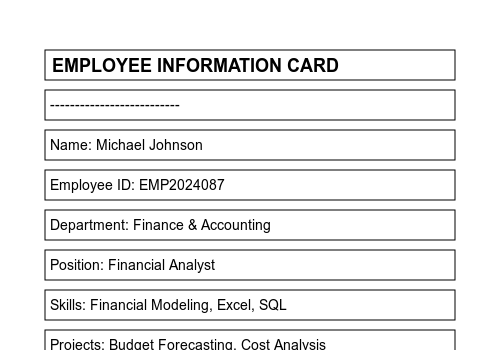 EMPLOYEE INFORMATION CARD
--------------------------
Name: Michael Johnson
Employee ID: EMP2024087
Department: Finance & Accounting
Position: Financial Analyst
Skills: Financial Modeling, Excel, SQL
Projects: Budget Forecasting, Cost Analysis